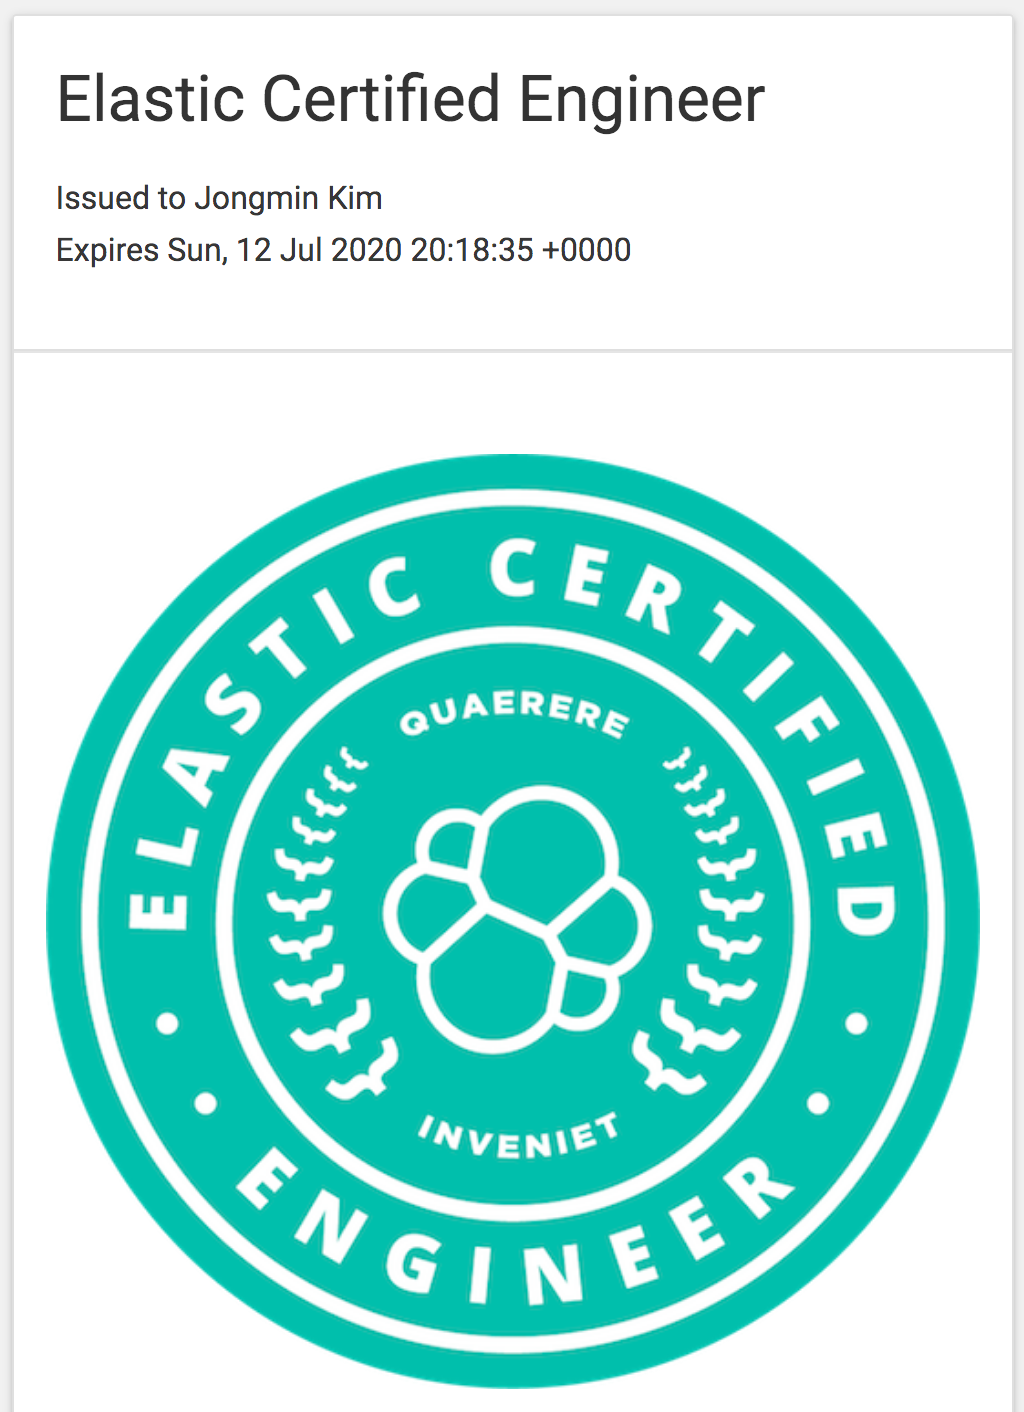 Elastic Certified Engineer
Issued to Jongmin Kim
Expires Sun, 12 Jul 2020 20:18:35 +0000
ELASTIC CERTIFIED
QUAERERE
INVENIET
ENGINEER